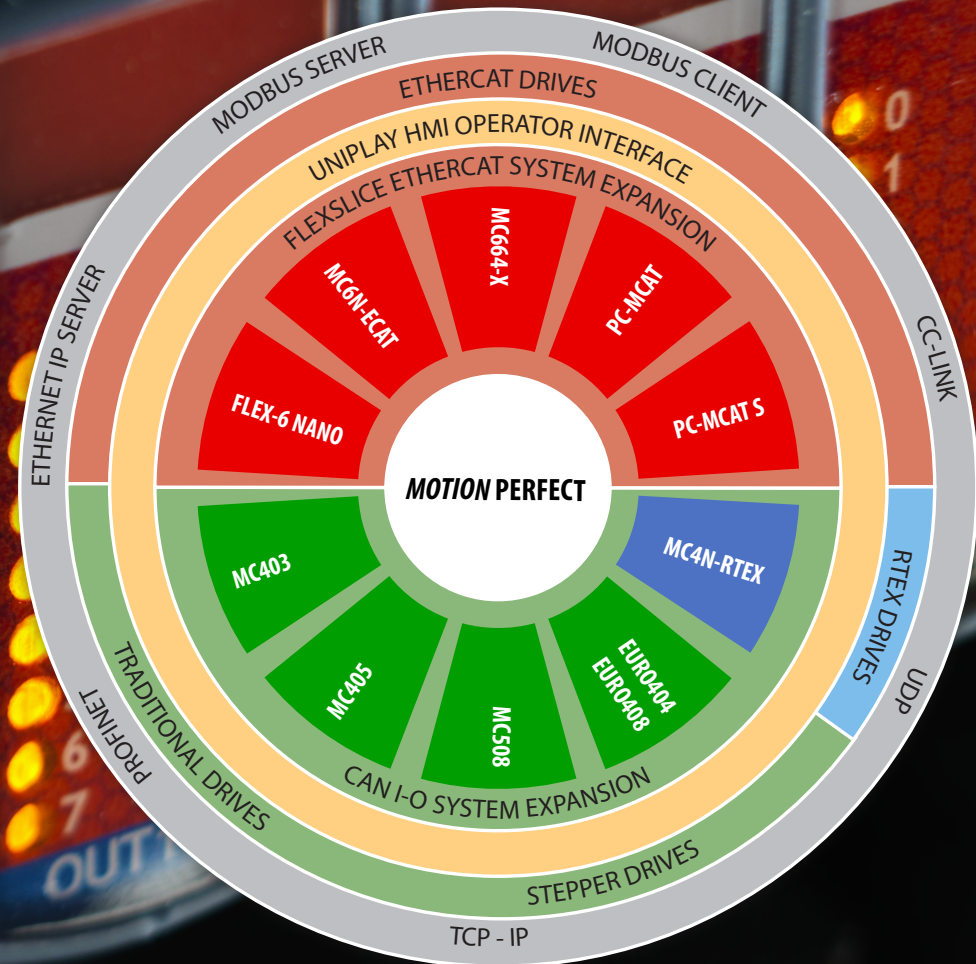 MODBUS SERVER
MODBUS CLIENT
ETHERCAT DRIVES
UNIPLAY HMI OPERATOR INTERFACE
FLEXSLICE ETHERCAT SYSTEM EXPANSION
ETHERNET IP SERVER
CC-LINK
FLEX-6 NANO
MC6N-ECAT
MC664-X
PC-MCAT
PC-MCAT S
MOTION PERFECT
MC403
MC405
MC508
EURO404
EURO408
MC4N-RTEX
CAN I-O SYSTEM EXPANSION
TRADITIONAL DRIVES
STEPPER DRIVES
RTEX DRIVES
PROFINET
TCP - IP
UDP
0
1
6
7